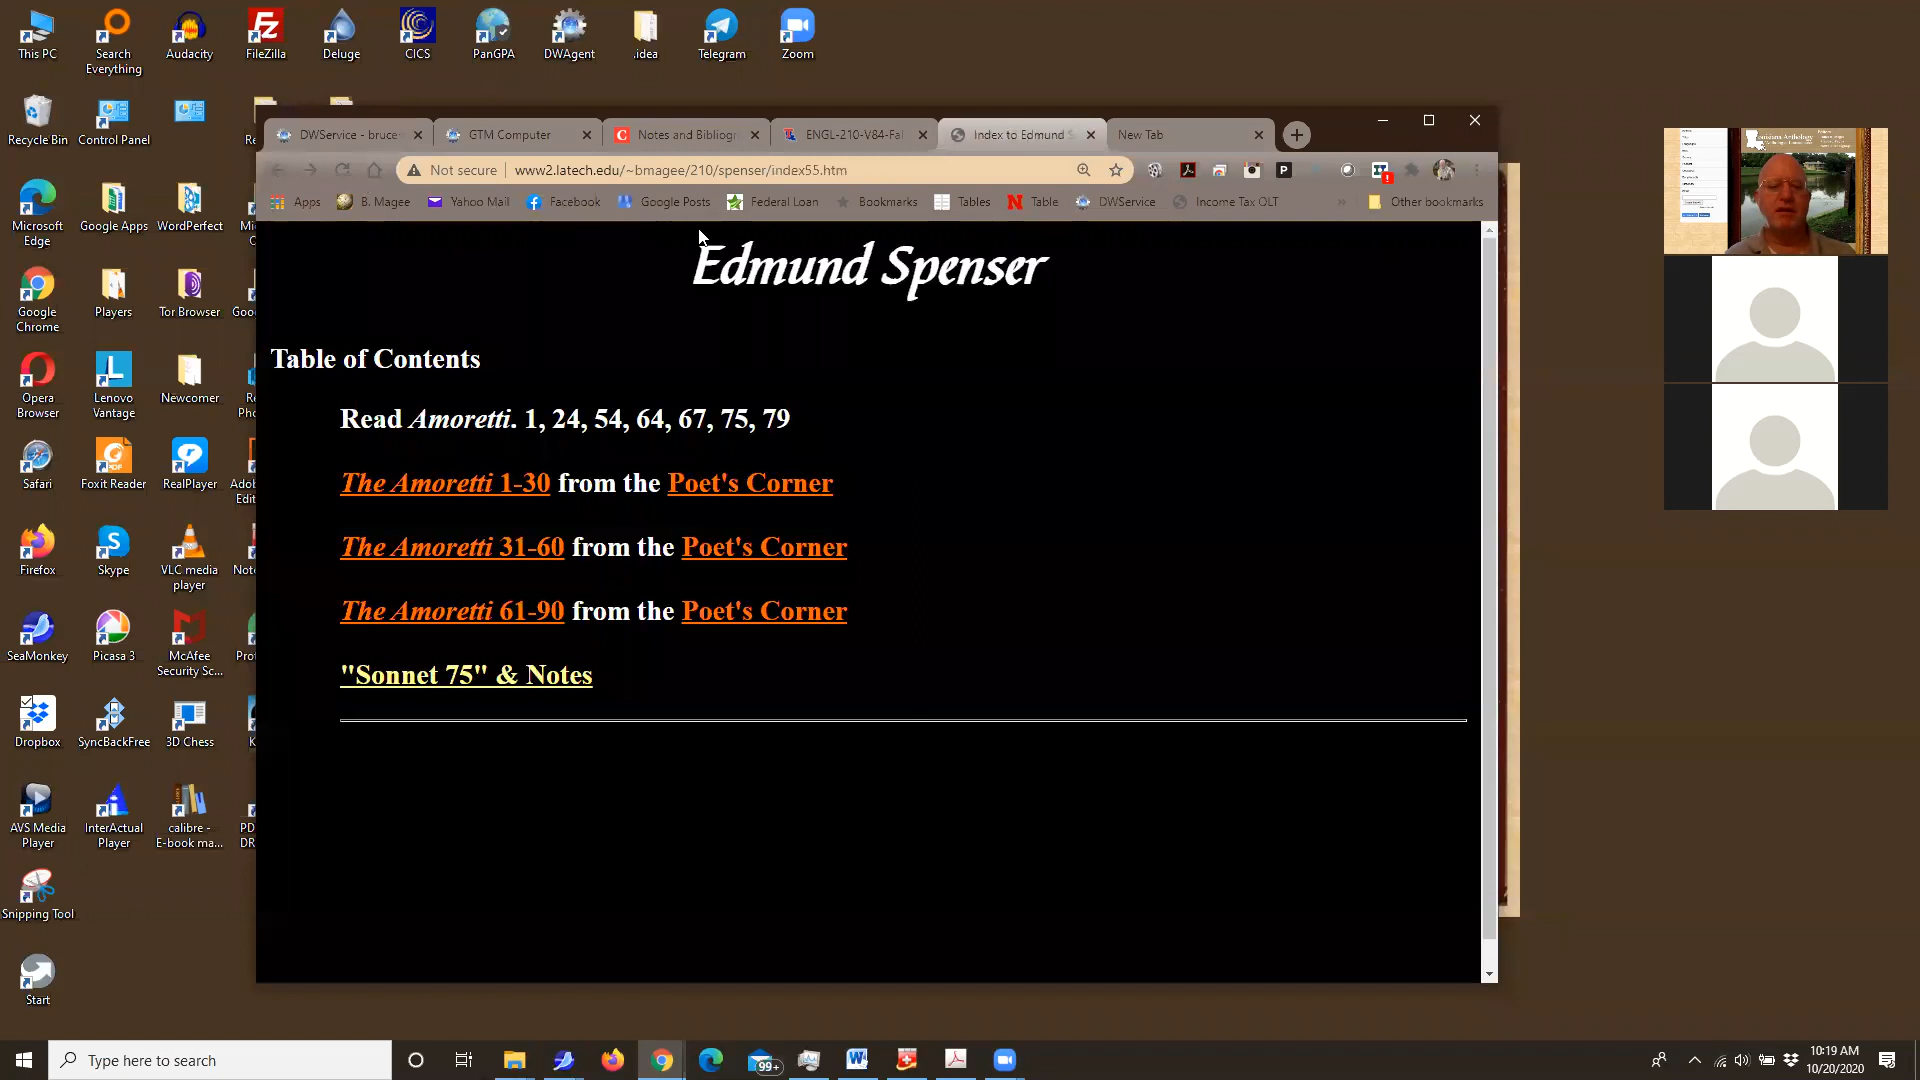 This PC
Search Everything
Audacity
FileZilla
Deluge
CICS
PanGPA
DWAgent
.idea
Telegram
Zoom
Recycle Bin
Control Panel
Microsoft Edge
Google Apps
WordPerfect
Google Chrome
Players
Tor Browser
Opera Browser
Lenovo Vantage
Newcomer
Safari
Foxit Reader
RealPlayer
Firefox
Skype
VLC media player
SeaMonkey
Picasa 3
McAfee Security Sc...
Dropbox
SyncBackFree
3D Chess
AVS Media Player
InterActual Player
calibre - E-book ma...
Snipping Tool
Start
DWService - bruce
GTM Computer
Notes and Bibliogr
ENGL-210-V84-Fal
Index to Edmund S
New Tab
Not secure www2.latech.edu/~bmagee/210/spenser/index55.htm
Apps B. Magee Yahoo Mail Facebook Google Posts Federal Loan Bookmarks Tables Table DWService Income Tax OLT » Other bookmarks
Edmund Spenser
Table of Contents
Read Amoretti. 1, 24, 54, 64, 67, 75, 79
The Amoretti 1-30 from the Poet's Corner
The Amoretti 31-60 from the Poet's Corner
The Amoretti 61-90 from the Poet's Corner
"Sonnet 75" & Notes
Type here to search
99+
10:19 AM
10/20/2020